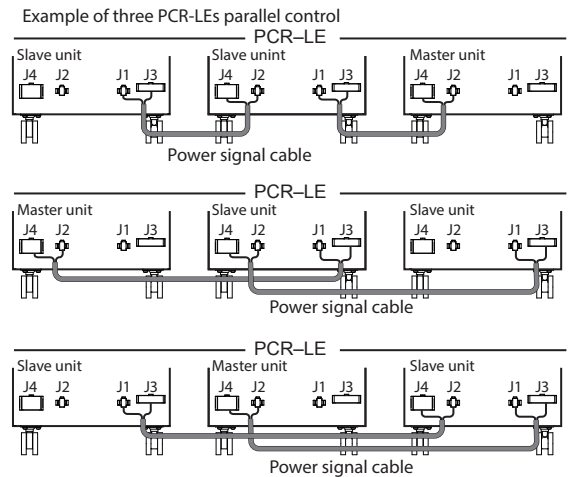 Example of three PCR-LEs parallel control
PCR–LE
Slave unit Slave unint Master unit
J4 J2 J1 J3 J4 J2 J1 J3 J4 J2 J1 J3
Power signal cable
PCR–LE
Master unit Slave unit Slave unit
J4 J2 J1 J3 J4 J2 J1 J3 J4 J2 J1 J3
Power signal cable
PCR–LE
Slave unit Master unit Slave unit
J4 J2 J1 J3 J4 J2 J1 J3 J4 J2 J1 J3
Power signal cable